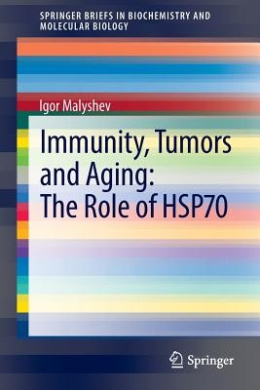 SPRINGER BRIEFS IN BIOCHEMISTRY AND
MOLECULAR BIOLOGY
Igor Malyshev
Immunity, Tumors
and Aging:
The Role of HSP70
Springer